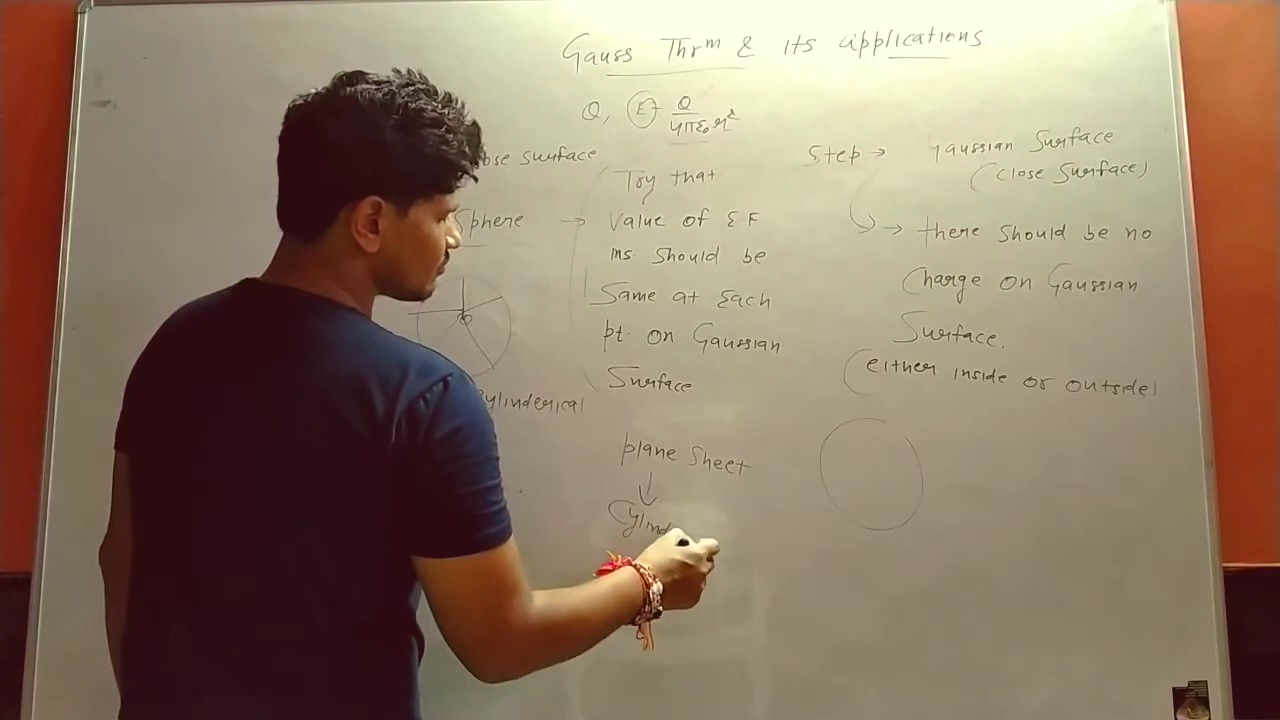 Gauss Thrm & its applications
Q, E = Q / 4πε₀r²
surface
Sphere →
Cylinderical
Try that
Value of E.F
should be
Same at Each
pt. on Gaussian
Surface
plane Sheet
↓
Cylind
Step → Gaussian Surface
(Close Surface)
→ there should be no
Charge on Gaussian
Surface.
(either inside or outside)